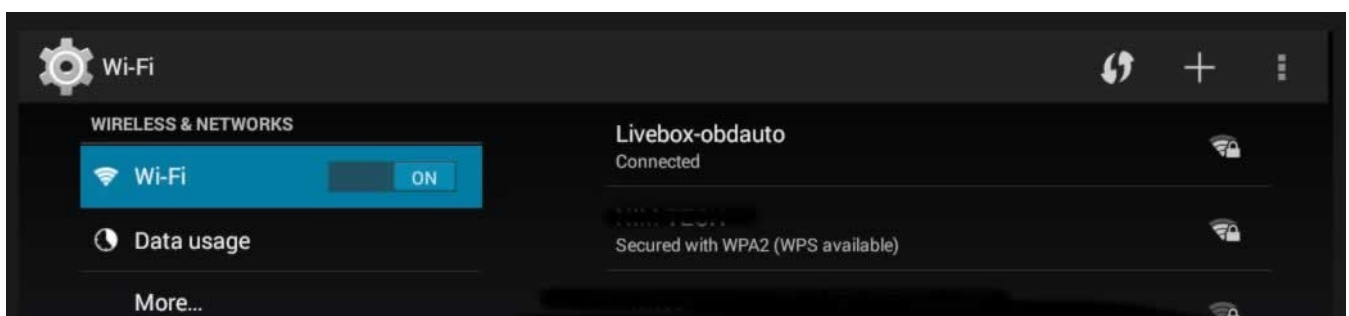 Wi-Fi
WIRELESS & NETWORKS
Wi-Fi ON
Data usage
More...
Livebox-obdauto
Connected
Secured with WPA2 (WPS available)